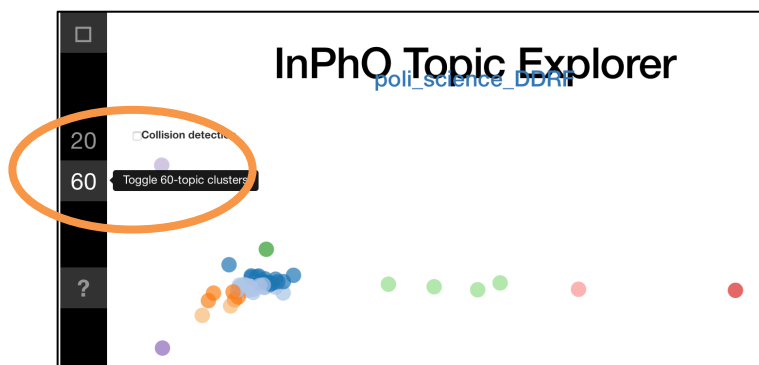 InPhO Topic Explorer
poli_science_DDRF
20
Collision detection
60
Toggle 60-topic clusters
?